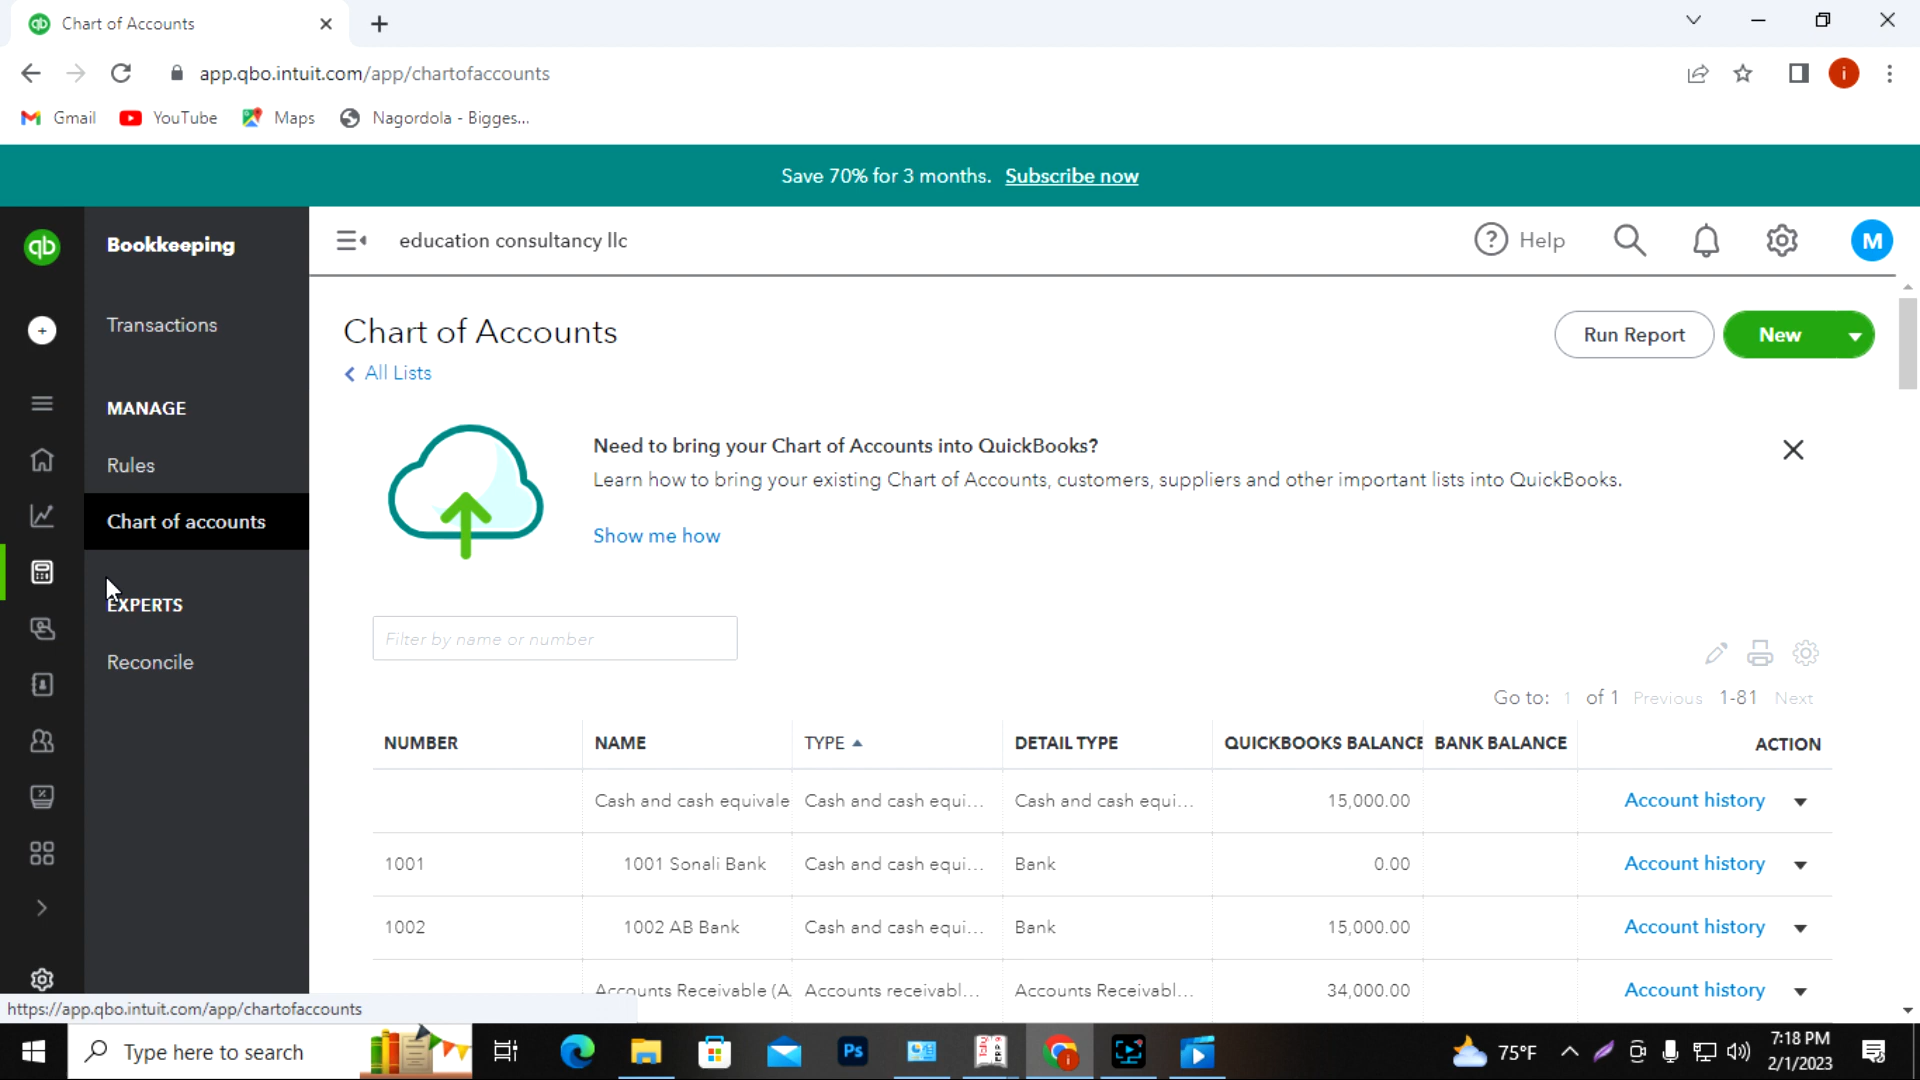 Chart of Accounts
app.qbo.intuit.com/app/chartofaccounts
Gmail YouTube Maps Nagordola - Bigges...
Save 70% for 3 months. Subscribe now
qb Bookkeeping education consultancy llc Help M
Transactions
Chart of Accounts Run Report New
All Lists
MANAGE
Need to bring your Chart of Accounts into QuickBooks?
Rules
Learn how to bring your existing Chart of Accounts, customers, suppliers and other important lists into QuickBooks.
Chart of accounts
Show me how
EXPERTS
Filter by name or number
Reconcile
Go to: 1 of 1 Previous 1-81 Next
NUMBER NAME TYPE DETAIL TYPE QUICKBOOKS BALANCE BANK BALANCE ACTION
Cash and cash equivale Cash and cash equi... Cash and cash equi... 15,000.00 Account history
1001 1001 Sonali Bank Cash and cash equi... Bank 0.00 Account history
1002 1002 AB Bank Cash and cash equi... Bank 15,000.00 Account history
Accounts Receivable (A Accounts receivabl... Accounts Receivabl... 34,000.00 Account history
https://app.qbo.intuit.com/app/chartofaccounts
Type here to search Ps 75°F 7:18 PM
2/1/2023